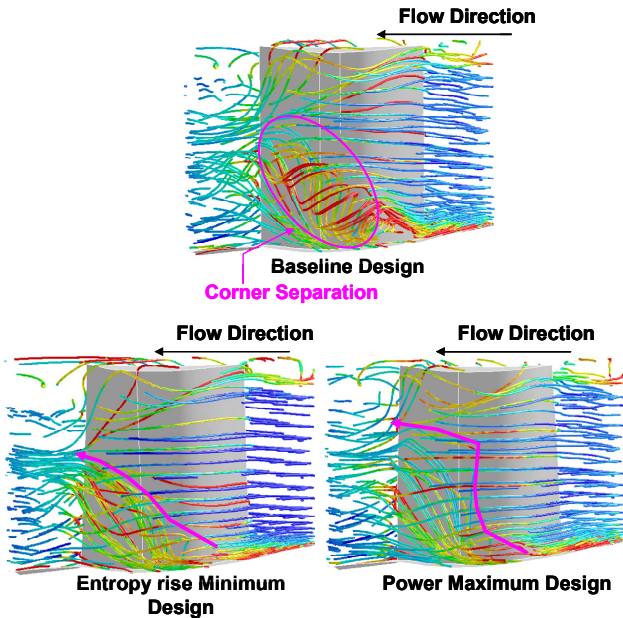 Flow Direction
Baseline Design
Corner Separation
Flow Direction
Entropy rise Minimum
Design
Flow Direction
Power Maximum Design